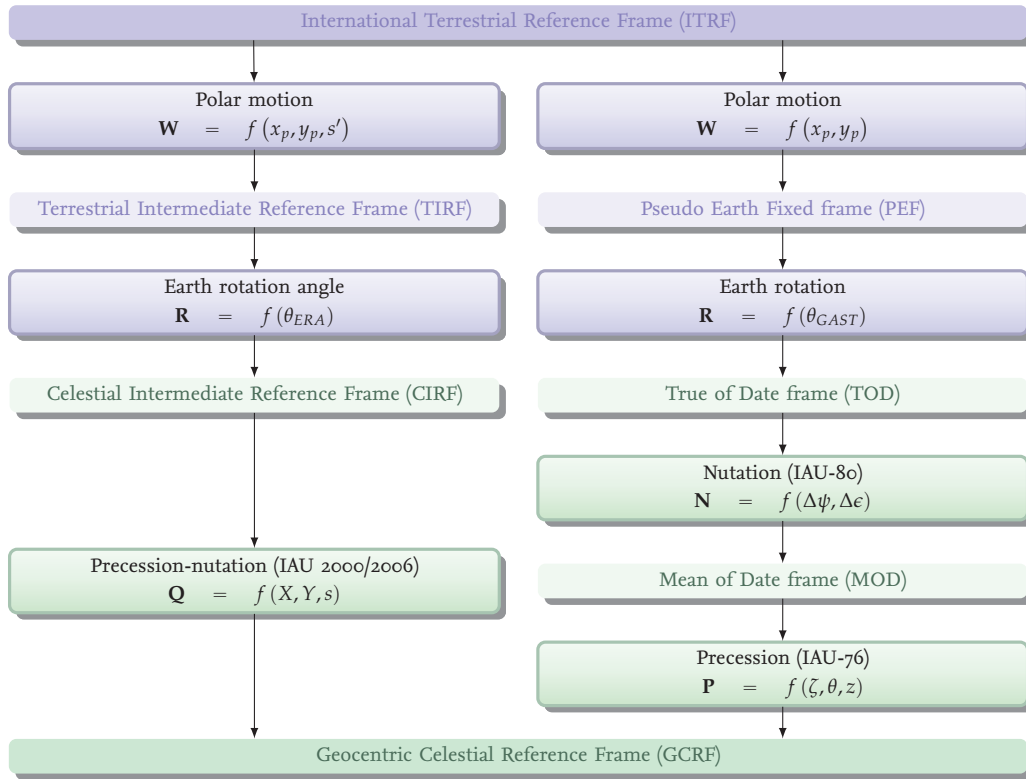 International Terrestrial Reference Frame (ITRF)
Polar motion
W = f (x_p, y_p, s′)
Terrestrial Intermediate Reference Frame (TIRF)
Earth rotation angle
R = f (θ_ERA)
Celestial Intermediate Reference Frame (CIRF)
Precession-nutation (IAU 2000/2006)
Q = f (X, Y, s)
Polar motion
W = f (x_p, y_p)
Pseudo Earth Fixed frame (PEF)
Earth rotation
R = f (θ_GAST)
True of Date frame (TOD)
Nutation (IAU-80)
N = f (Δψ, Δϵ)
Mean of Date frame (MOD)
Precession (IAU-76)
P = f (ζ, θ, z)
Geocentric Celestial Reference Frame (GCRF)